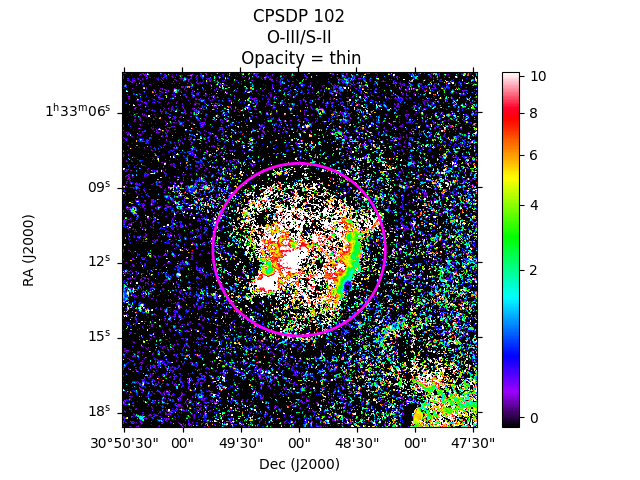 CPSDP 102
O-III/S-II
Opacity = thin
RA (J2000)
1ʰ33ᵐ06ˢ
09ˢ
12ˢ
15ˢ
18ˢ
30°50'30" 00" 49'30" 00" 48'30" 00" 47'30"
Dec (J2000)
10
8
6
4
2
0